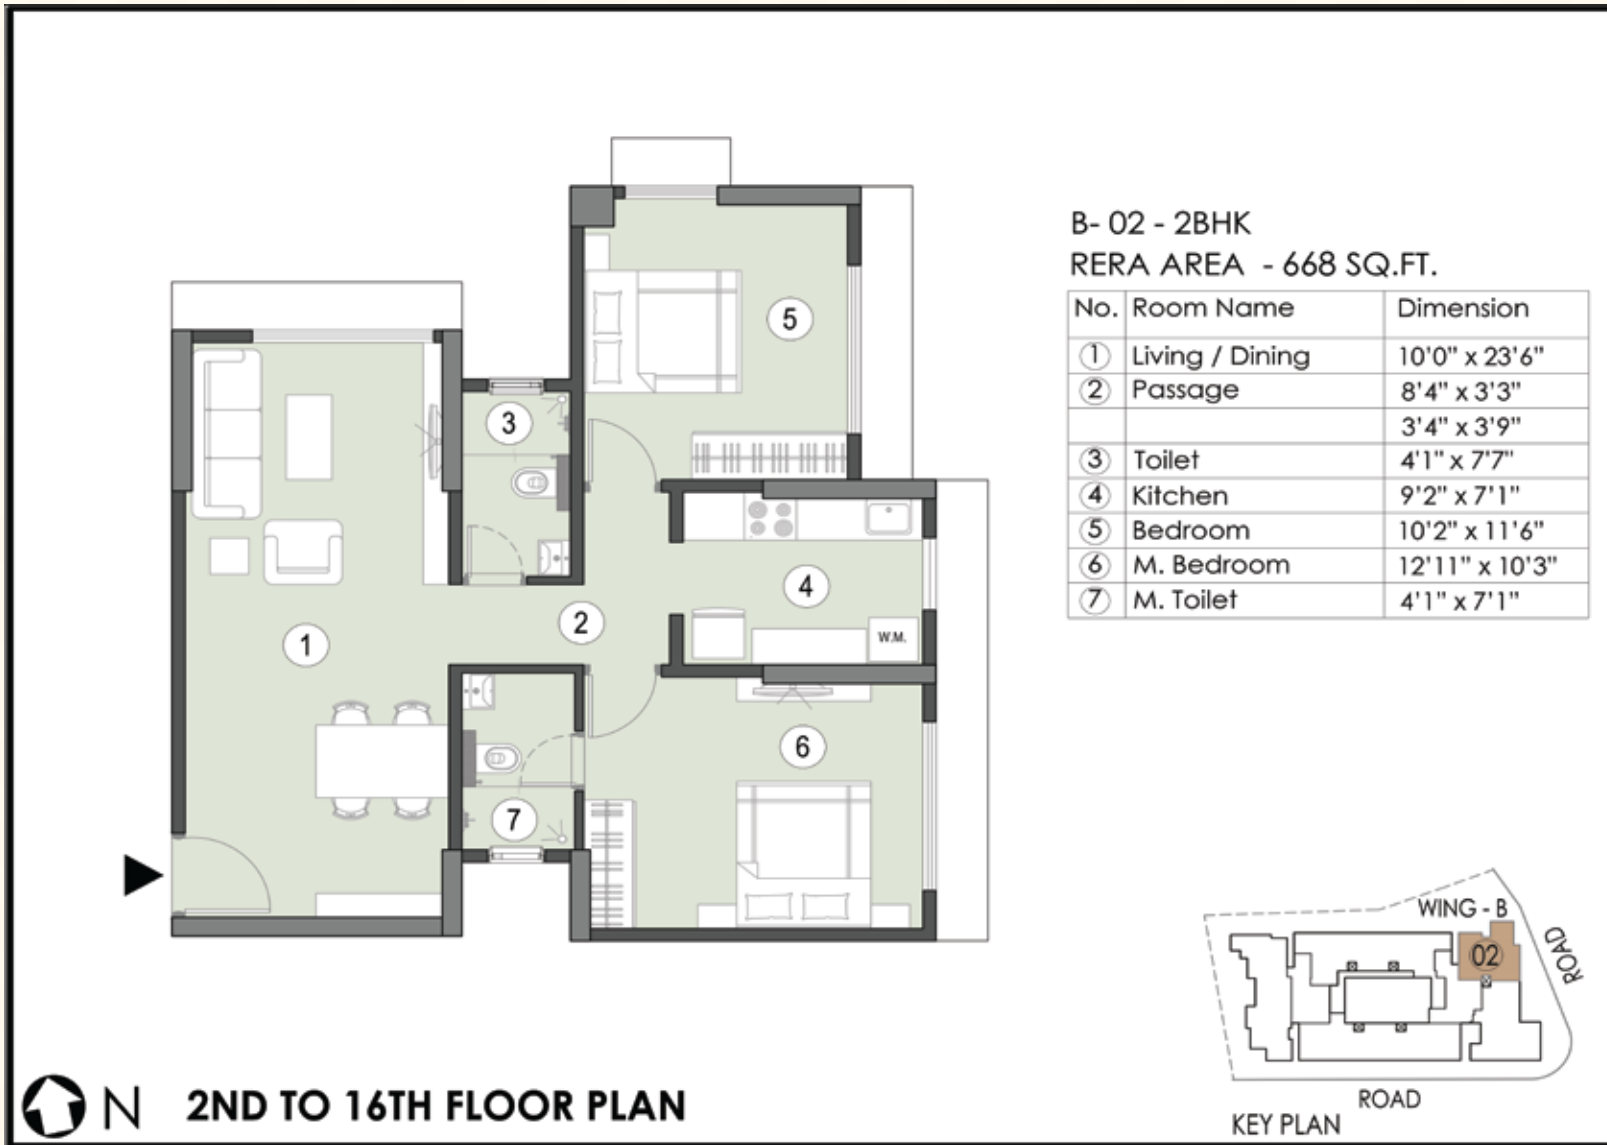 B- 02 - 2BHK
RERA AREA - 668 SQ.FT.
No. Room Name Dimension
1 Living / Dining 10'0" x 23'6"
2 Passage 8'4" x 3'3"
3'4" x 3'9"
3 Toilet 4'1" x 7'7"
4 Kitchen 9'2" x 7'1"
5 Bedroom 10'2" x 11'6"
6 M. Bedroom 12'11" x 10'3"
7 M. Toilet 4'1" x 7'1"
5
3
4
1
2
W.M.
6
7
WING - B
02
ROAD
ROAD
KEY PLAN
N 2ND TO 16TH FLOOR PLAN